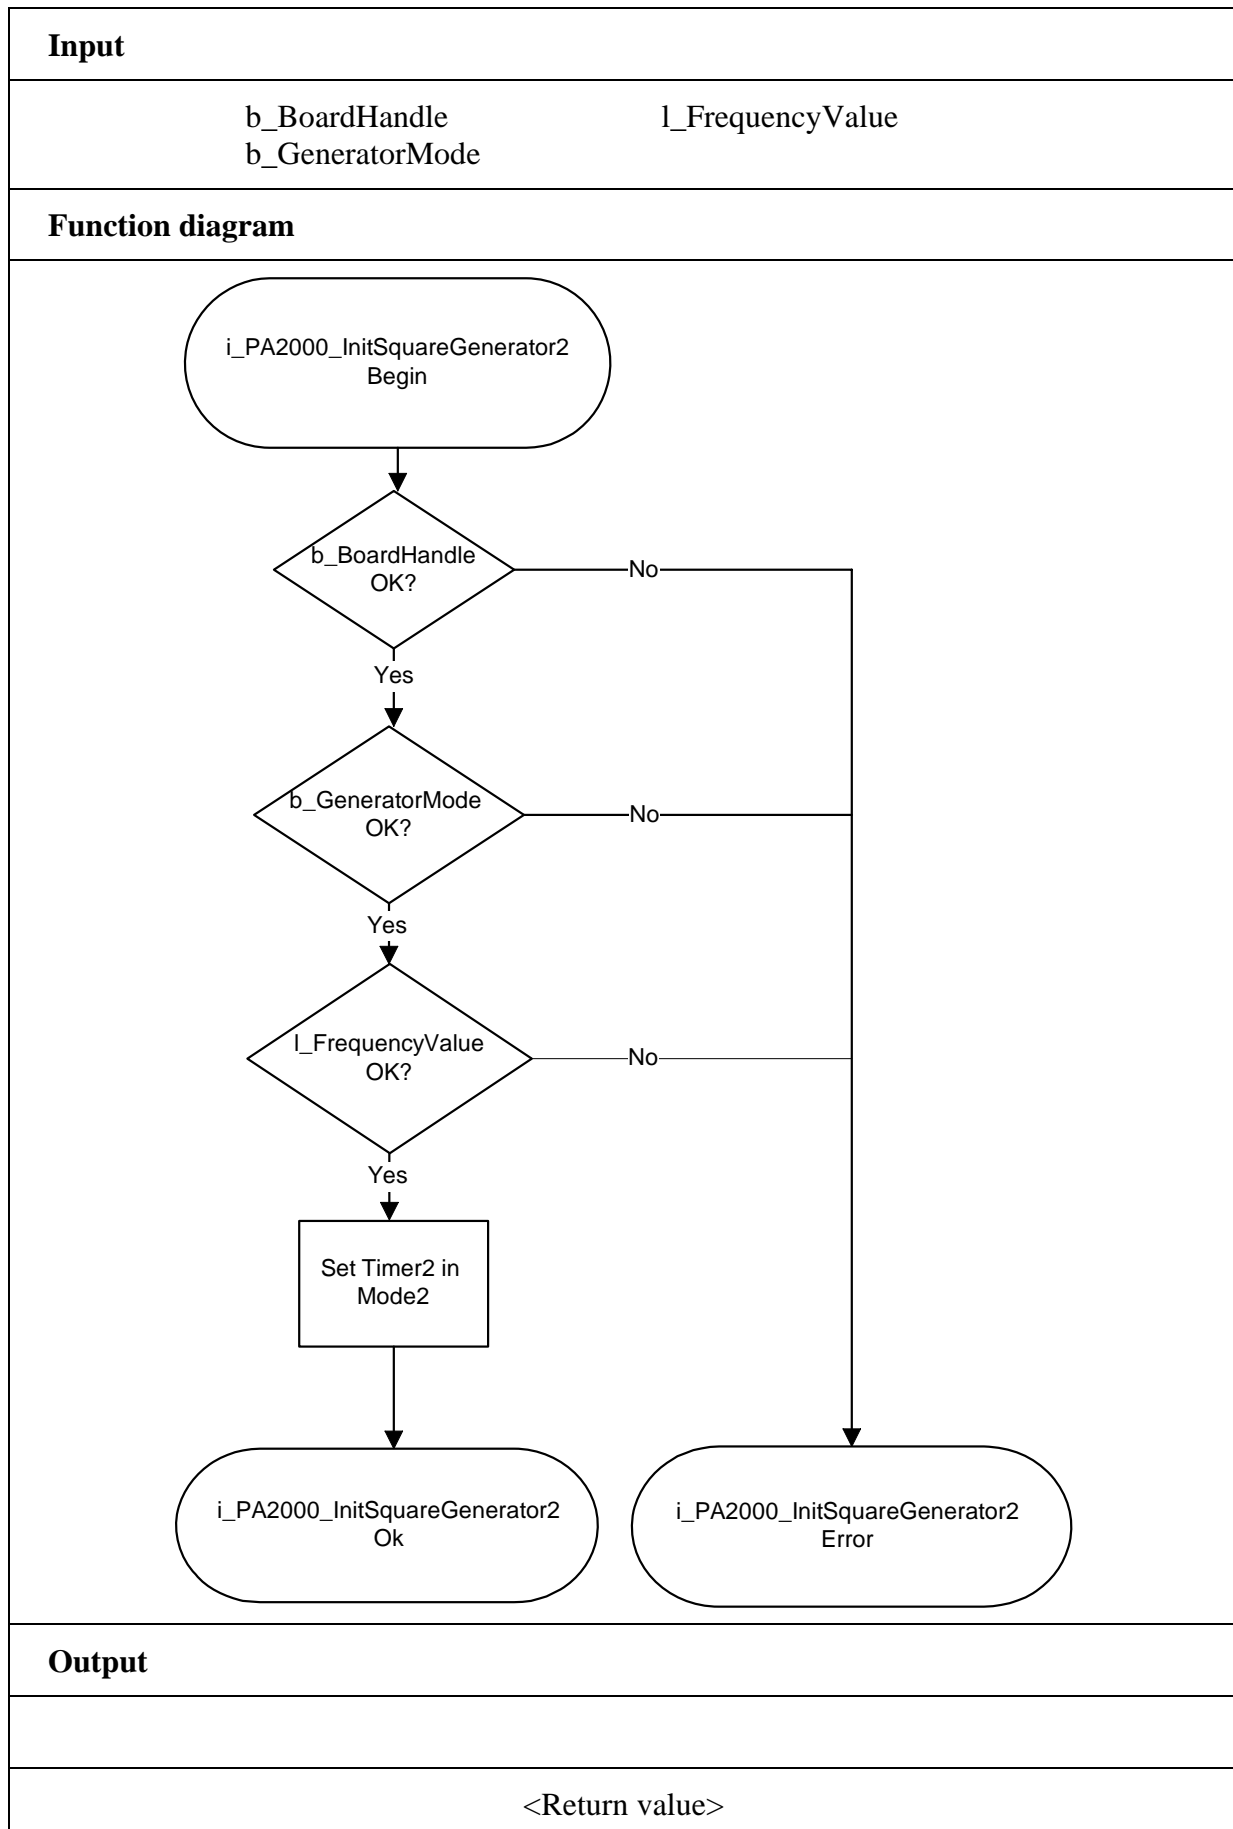 Input
b_BoardHandle l_FrequencyValue
b_GeneratorMode
Function diagram
i_PA2000_InitSquareGenerator2
Begin
b_BoardHandle
OK?
No
Yes
b_GeneratorMode
OK?
No
Yes
l_FrequencyValue
OK?
No
Yes
Set Timer2 in
Mode2
i_PA2000_InitSquareGenerator2
Ok
i_PA2000_InitSquareGenerator2
Error
Output
<Return value>